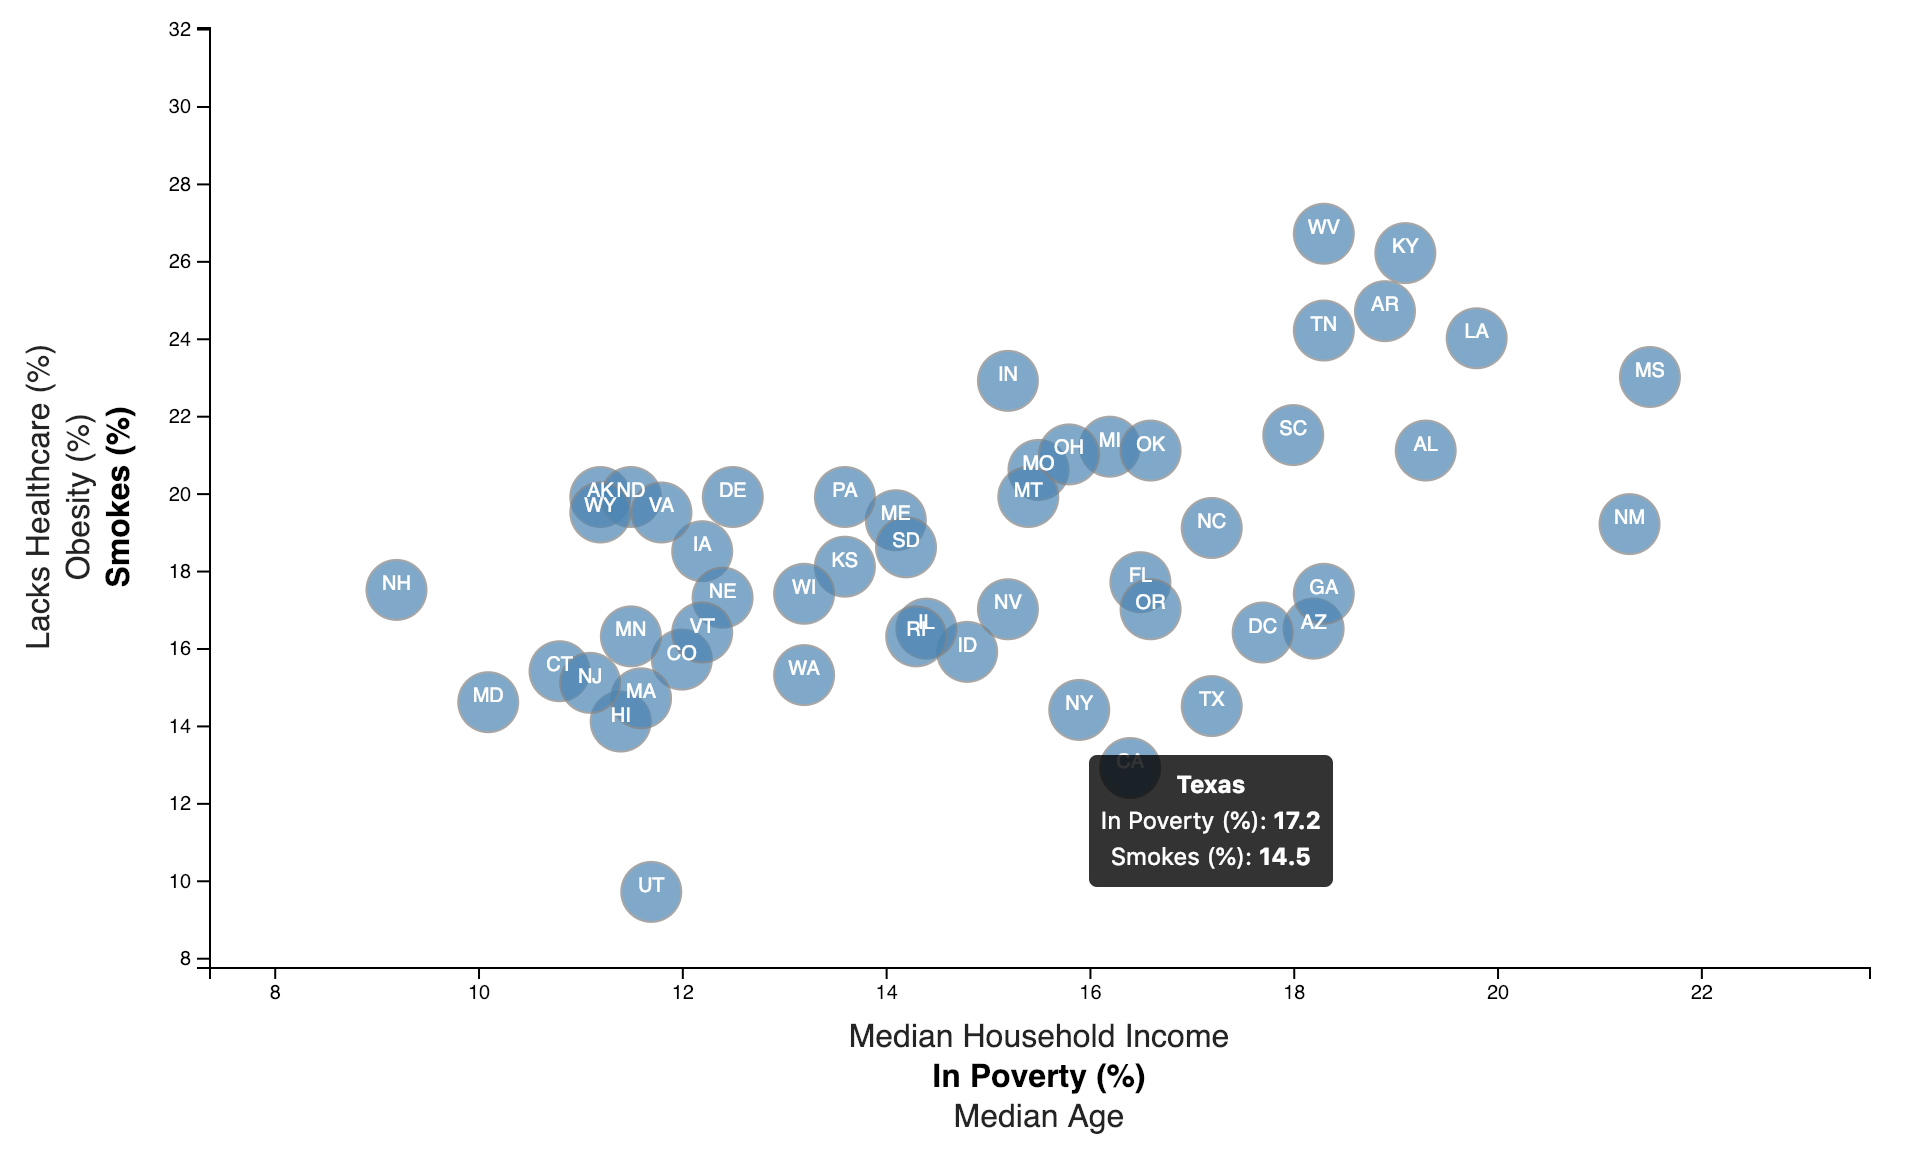 32
30
28
26
24
22
20
18
16
14
12
10
8
Lacks Healthcare (%)
Obesity (%)
Smokes (%)
WV
KY
AR
TN
LA
MS
IN
SC
AL
MI
OH
OK
MO
MT
AK
ND
WY
VA
DE
PA
ME
SD
NC
NM
IA
KS
NH
NE
WI
FL
OR
GA
NV
MN
VT
IL
RI
DC
AZ
ID
CO
CT
NJ
WA
MD
MA
HI
NY
TX
CA
Texas
In Poverty (%): 17.2
Smokes (%): 14.5
UT
8 10 12 14 16 18 20 22
Median Household Income
In Poverty (%)
Median Age